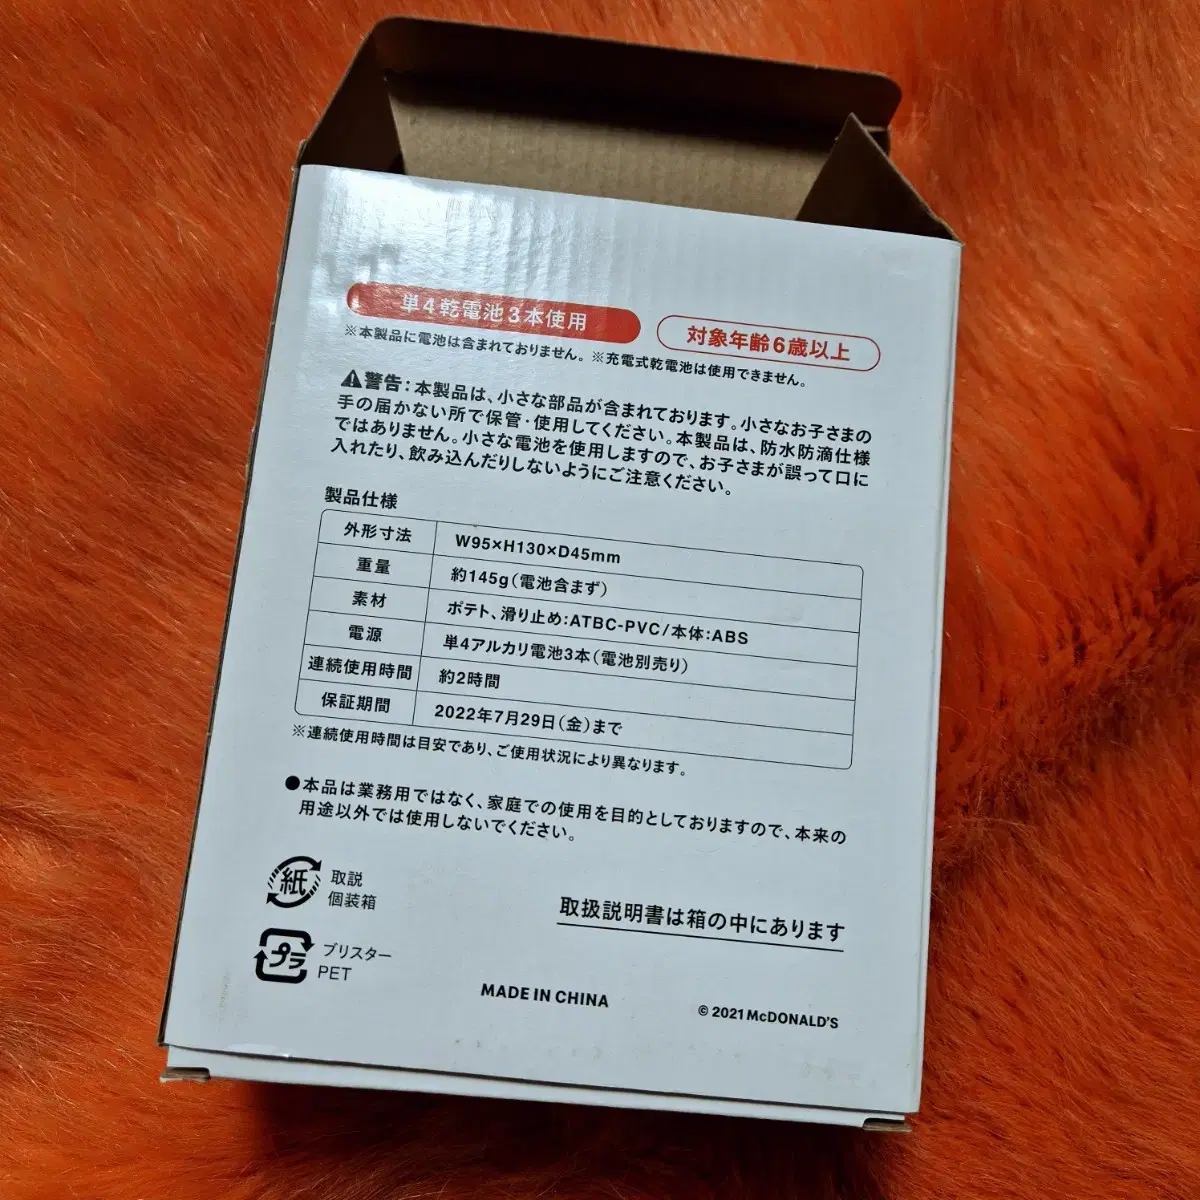 単4乾電池3本使用
対象年齢6歳以上
※本製品に電池は含まれておりません。※充電式乾電池は使用できません。
警告：本製品は、小さな部品が含まれております。小さなお子さまの
手の届かない所で保管・使用してください。本製品は、防水防滴仕様
ではありません。小さな電池を使用しますので、お子さまが誤って口に
入れたり、飲み込んだりしないようにご注意ください。
製品仕様
外形寸法 W95×H130×D45mm
重量 約145g（電池含まず）
素材 ポテト、滑り止め:ATBC-PVC/本体:ABS
電源 単4アルカリ電池3本（電池別売り）
連続使用時間 約2時間
保証期間 2022年7月29日（金）まで
※連続使用時間は目安であり、ご使用状況により異なります。
●本品は業務用ではなく、家庭での使用を目的としておりますので、本来の
用途以外では使用しないでください。
紙 取説
個装箱
取扱説明書は箱の中にあります
プラ ブリスター
PET
MADE IN CHINA
© 2021 McDONALD'S